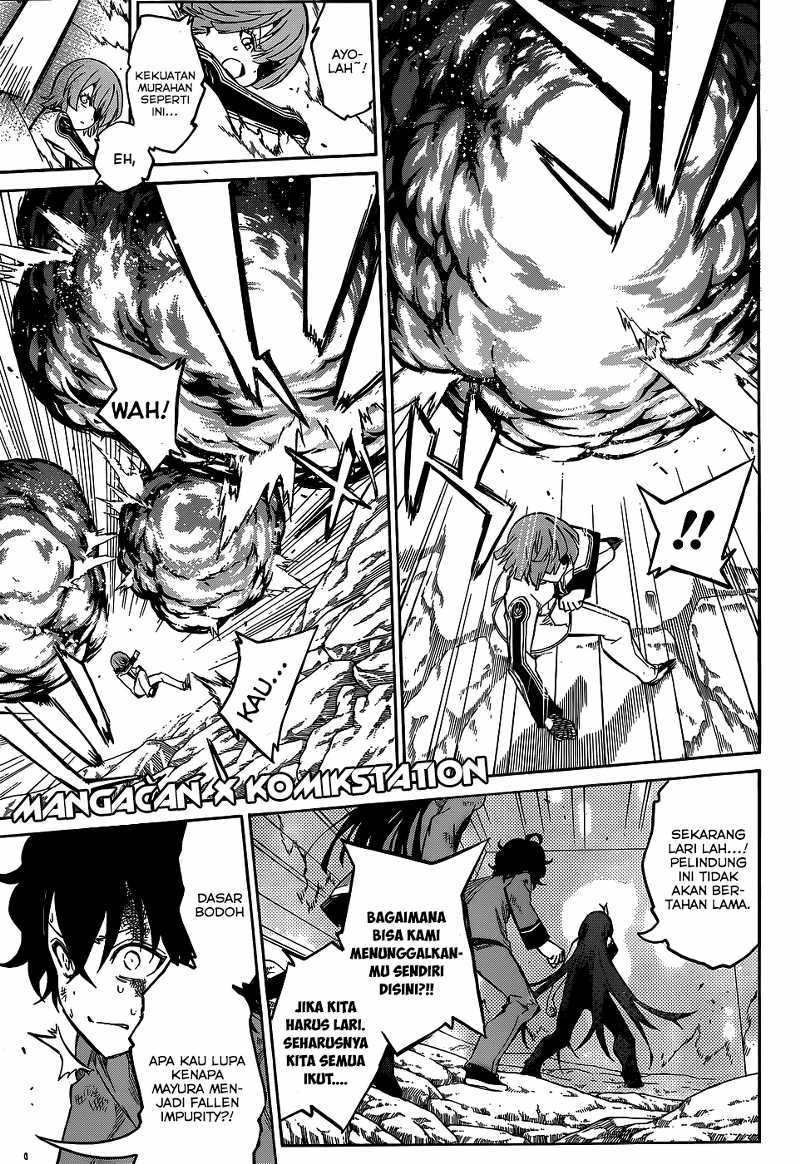 AYO-
LAH~!
KEKUATAN
MURAHAN
SEPERTI
INI...
EH,
!!
WAH!
KAU...
MANGACAN X KOMIKSTATION
SEKARANG
LARI LAH...!
PELINDUNG
INI TIDAK
AKAN BER-
TAHAN LAMA.
BAGAIMANA
BISA KAMI
MENUNGGALKAN-
MU SENDIRI
DISINI?!!
JIKA KITA
HARUS LARI.
SEHARUSNYA
KITA SEMUA
IKUT....
DASAR
BODOH
APA KAU LUPA
KENAPA
MAYURA MEN-
JADI FALLEN
IMPURITY?!